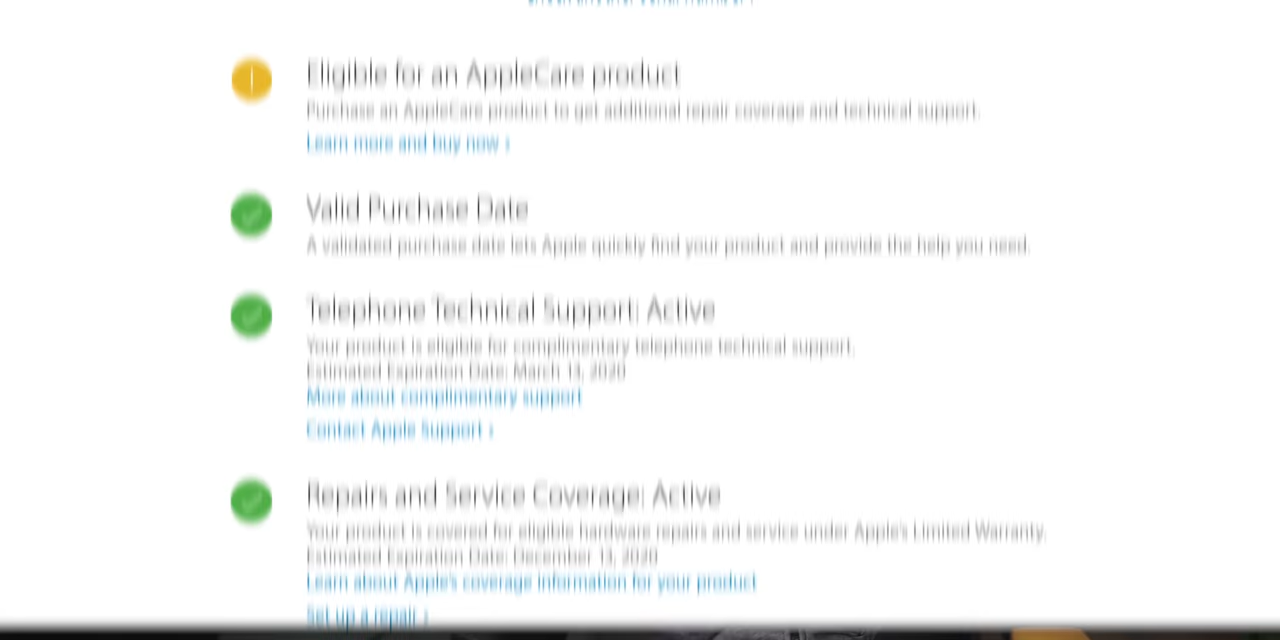 Eligible for an AppleCare product
Purchase an AppleCare product to get additional repair coverage and technical support.
Learn more and buy now ›
Valid Purchase Date
A validated purchase date lets Apple quickly find your product and provide the help you need.
Telephone Technical Support: Active
Your product is eligible for complimentary telephone technical support.
Estimated Expiration Date: March 13, 2020
More about complimentary support
Contact Apple Support ›
Repairs and Service Coverage: Active
Your product is covered for eligible hardware repairs and service under Apple's Limited Warranty.
Estimated Expiration Date: December 13, 2020
Learn about Apple's coverage information for your product
Set up a repair ›